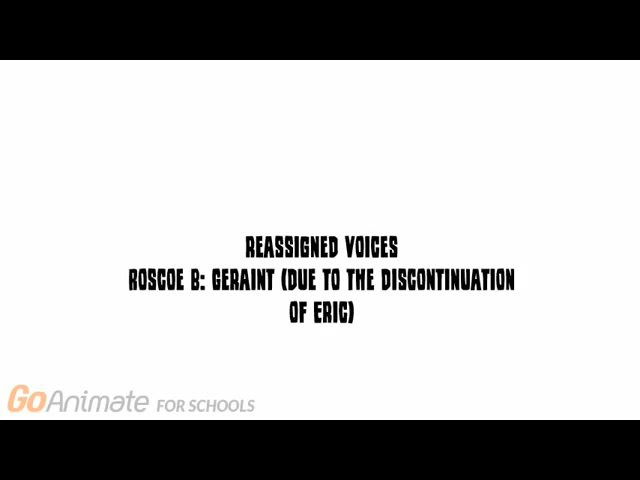 REASSIGNED VOICES
ROSCOE B: GERAINT (DUE TO THE DISCONTINUATION
OF ERIC)
GoAnimate FOR SCHOOLS